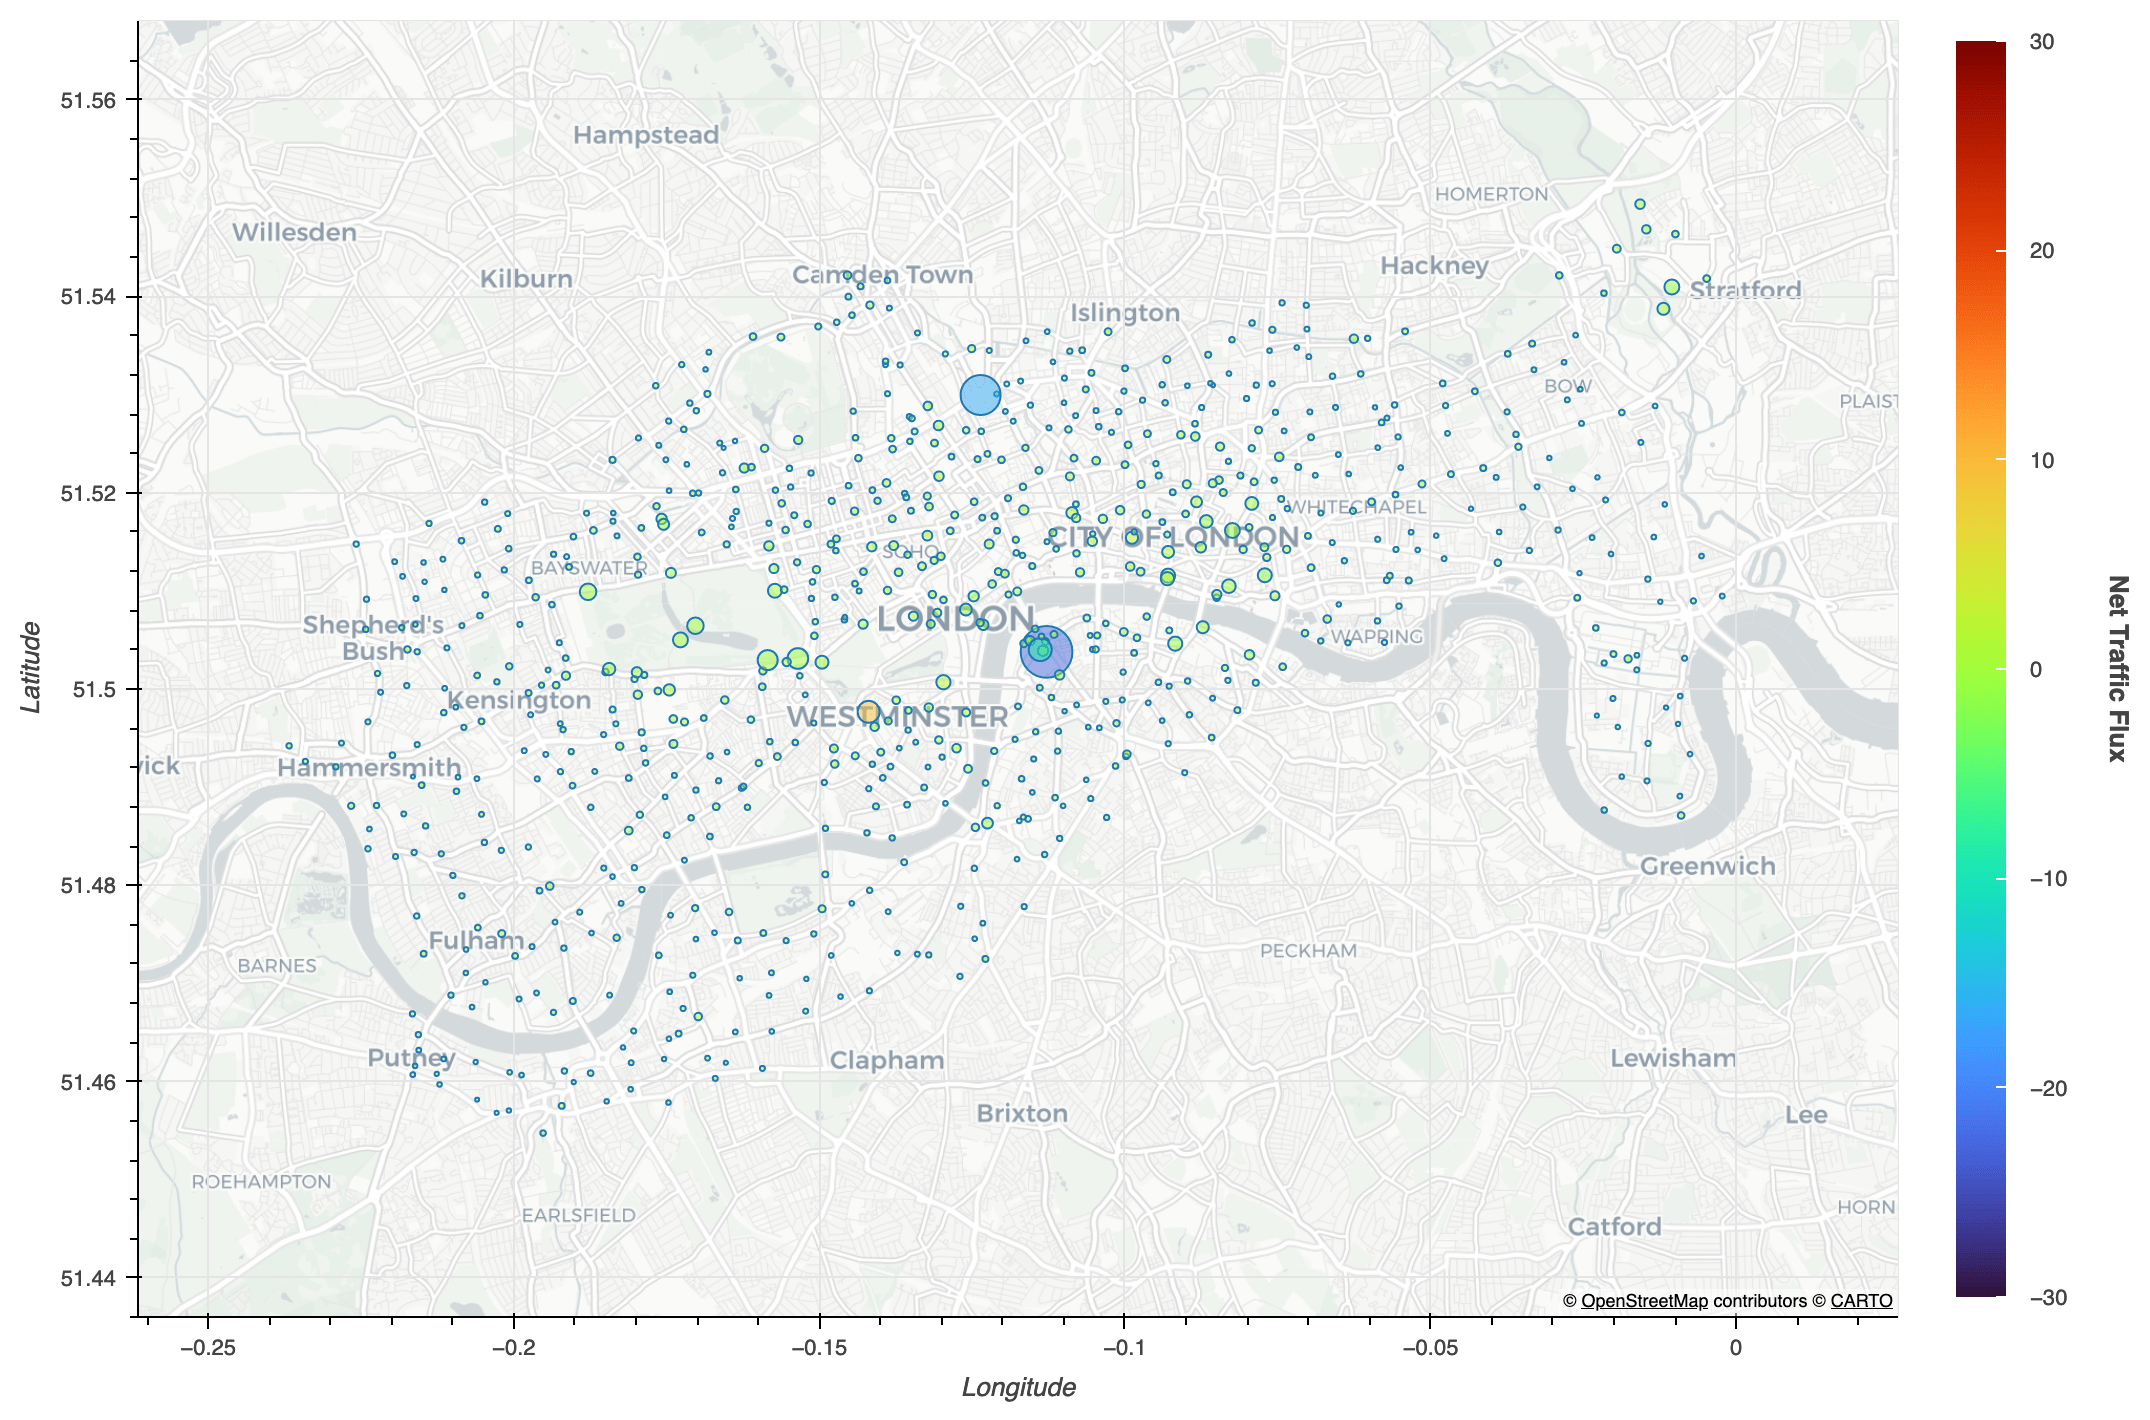 51.56
51.54
51.52
51.5
51.48
51.46
51.44
Latitude
−0.25
−0.2
−0.15
−0.1
−0.05
0
Longitude
Hampstead
HOMERTON
Willesden
Kilburn
Camden Town
Hackney
Stratford
Islington
BOW
PLAIST
WHITECHAPEL
CITY OF LONDON
SOHO
BAYSWATER
LONDON
Shepherd's
Bush
WAPPING
Kensington
WESTMINSTER
vick
Hammersmith
Greenwich
Fulham
BARNES
PECKHAM
Putney
Clapham
Lewisham
Brixton
Lee
ROEHAMPTON
EARLSFIELD
HORN
Catford
© OpenStreetMap contributors © CARTO
30
20
10
0
−10
−20
−30
Net Traffic Flux